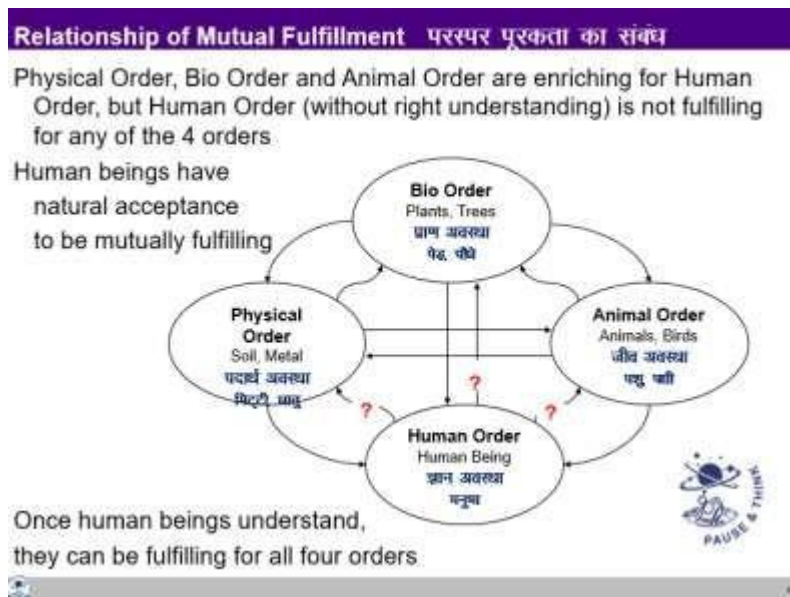 Relationship of Mutual Fulfillment परस्पर पूरकता का संबंध
Physical Order, Bio Order and Animal Order are enriching for Human
Order, but Human Order (without right understanding) is not fulfilling
for any of the 4 orders
Human beings have
natural acceptance
to be mutually fulfilling
Bio Order
Plants, Trees
प्राण अवस्था
पेड़, पौधे
Physical
Order
Soil, Metal
पदार्थ अवस्था
मिट्टी, धातु
Animal Order
Animals, Birds
जीव अवस्था
पशु, पक्षी
?
?
?
Human Order
Human Being
ज्ञान अवस्था
मनुष्य
PAUSE & THINK
Once human beings understand,
they can be fulfilling for all four orders